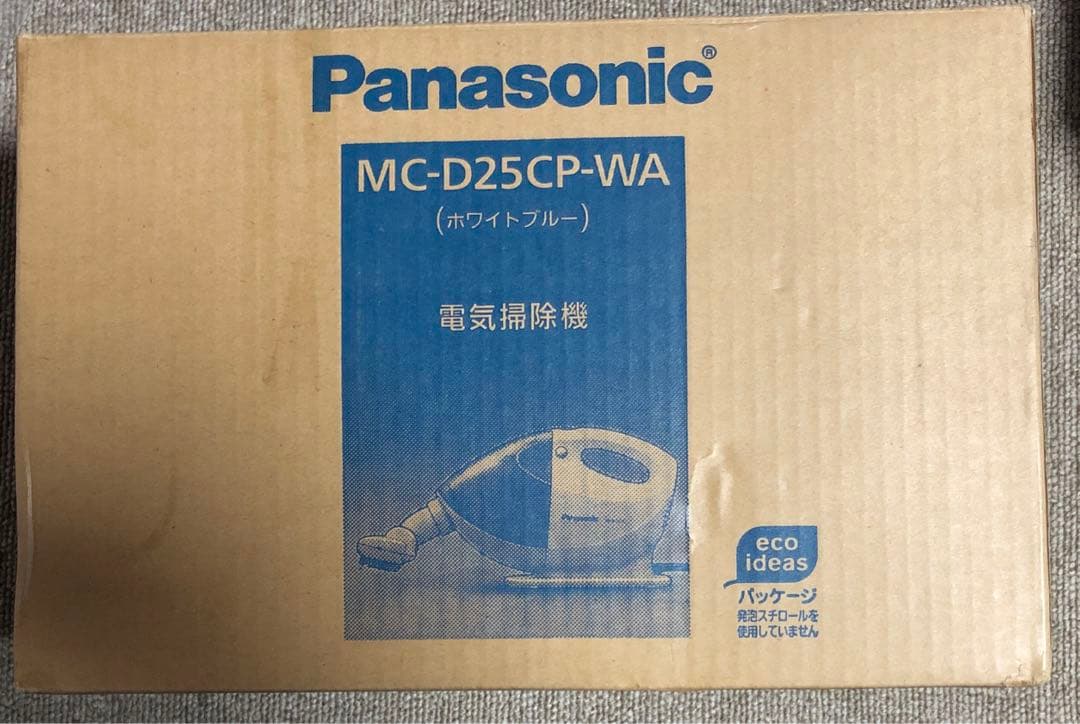 Panasonic®
MC-D25CP-WA
(ホワイトブルー)
電気掃除機
Panasonic
eco
ideas
パッケージ
発泡スチロールを
使用していません